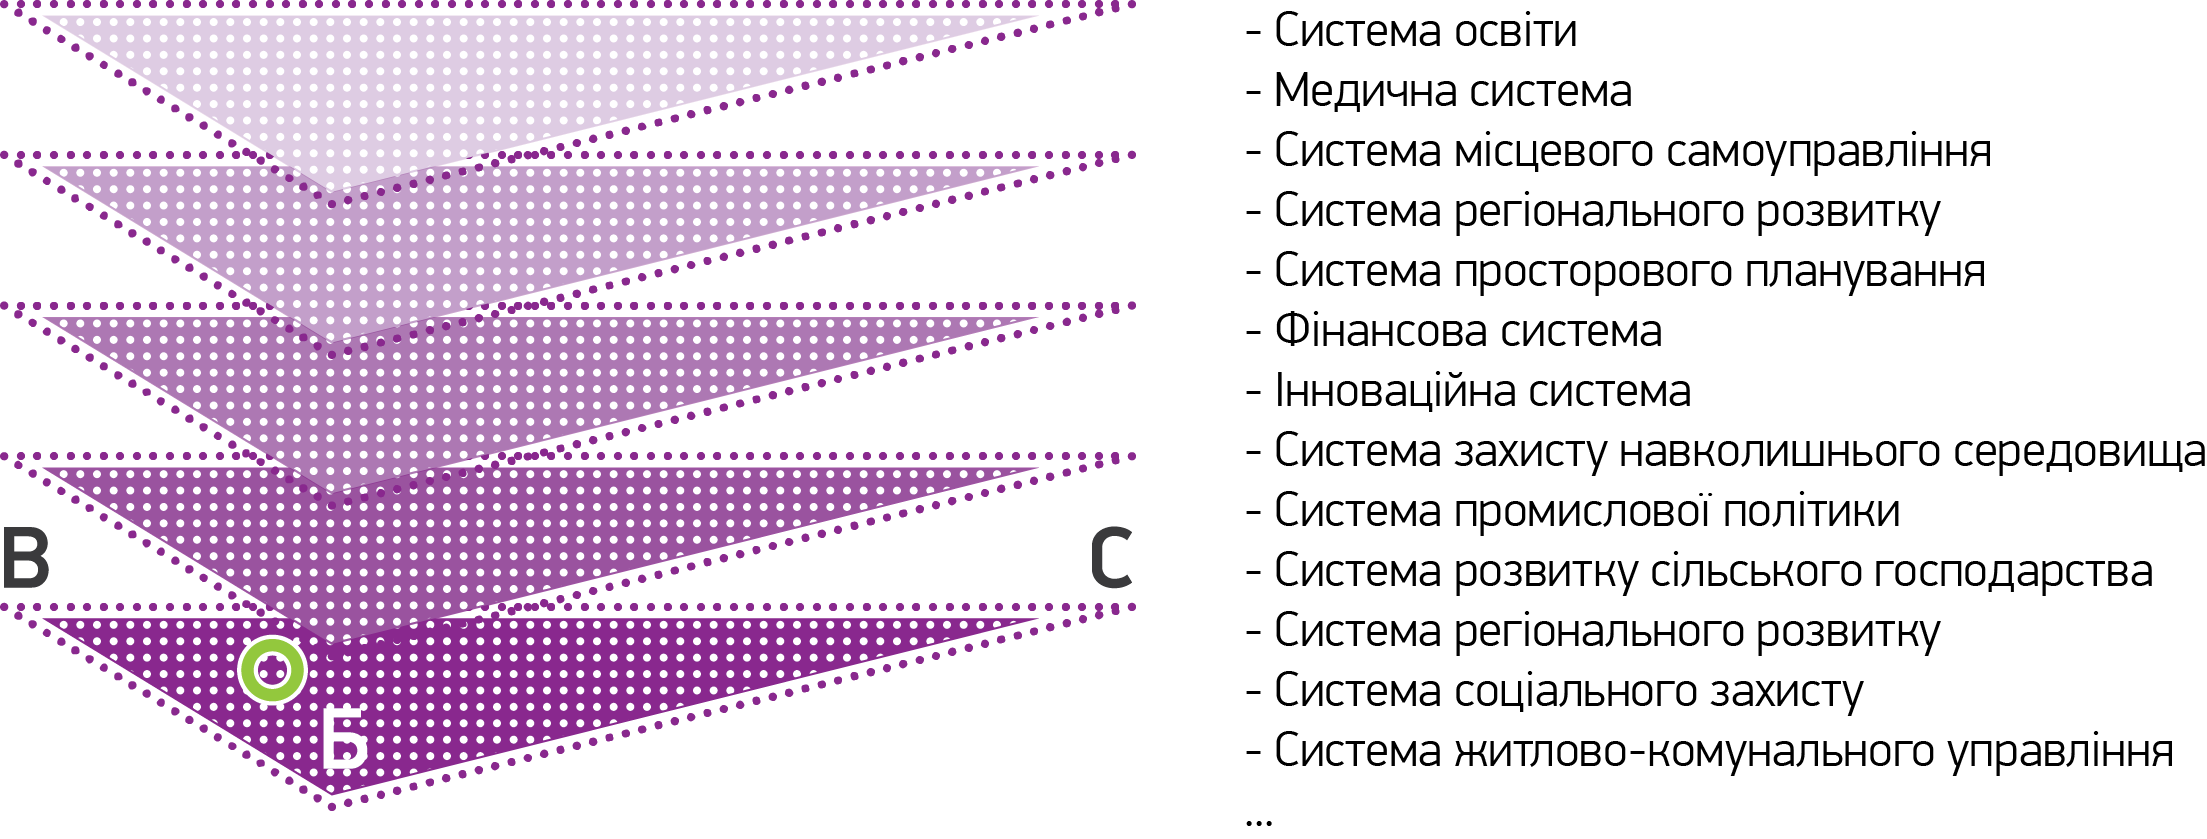 - Система освіти
- Медична система
- Система місцевого самоуправління
- Система регіонального розвитку
- Система просторового планування
- Фінансова система
- Інноваційна система
- Система захисту навколишнього середовища
- Система промислової політики
- Система розвитку сільського господарства
- Система регіонального розвитку
- Система соціального захисту
- Система житлово-комунального управління
...
В
С
Б